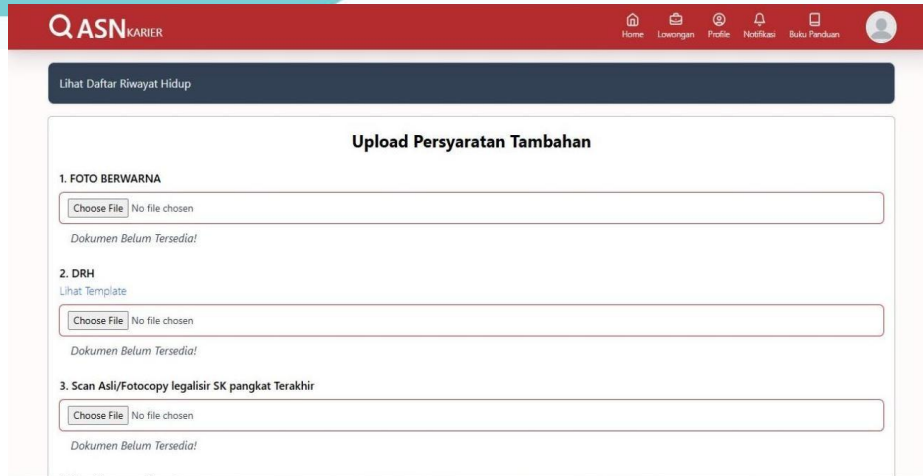 ASN KARIER
Home Lowongan Profile Notifikasi Buku Panduan
Lihat Daftar Riwayat Hidup
Upload Persyaratan Tambahan
1. FOTO BERWARNA
Choose File No file chosen
Dokumen Belum Tersedia!
2. DRH
Lihat Template
Choose File No file chosen
Dokumen Belum Tersedia!
3. Scan Asli/Fotocopy legalisir SK pangkat Terakhir
Choose File No file chosen
Dokumen Belum Tersedia!